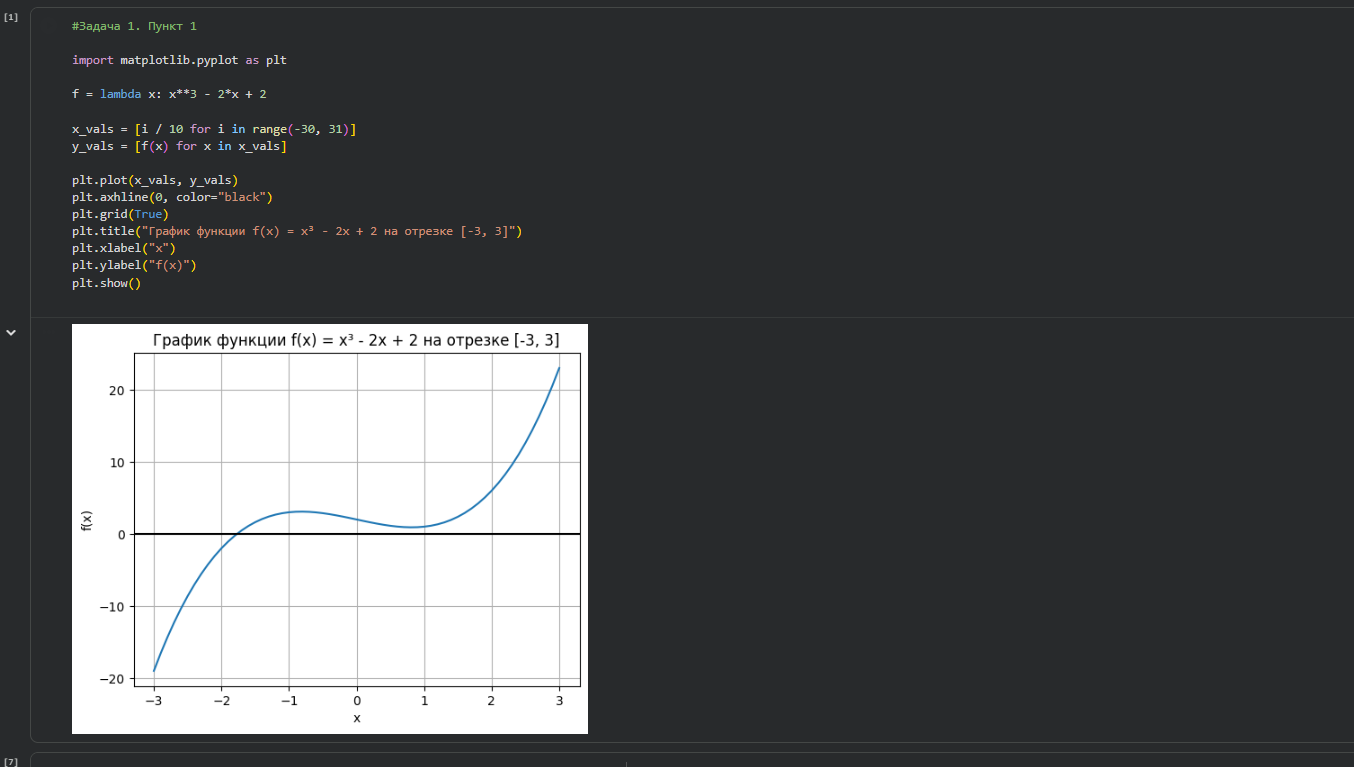 [1]
#Задача 1. Пункт 1
import matplotlib.pyplot as plt
f = lambda x: x**3 - 2*x + 2
x_vals = [i / 10 for i in range(-30, 31)]
y_vals = [f(x) for x in x_vals]
plt.plot(x_vals, y_vals)
plt.axhline(0, color="black")
plt.grid(True)
plt.title("График функции f(x) = x³ - 2x + 2 на отрезке [-3, 3]")
plt.xlabel("x")
plt.ylabel("f(x)")
plt.show()
График функции f(x) = x³ - 2x + 2 на отрезке [-3, 3]
20
10
0
−10
−20
f(x)
−3 −2 −1 0 1 2 3
x
[7]